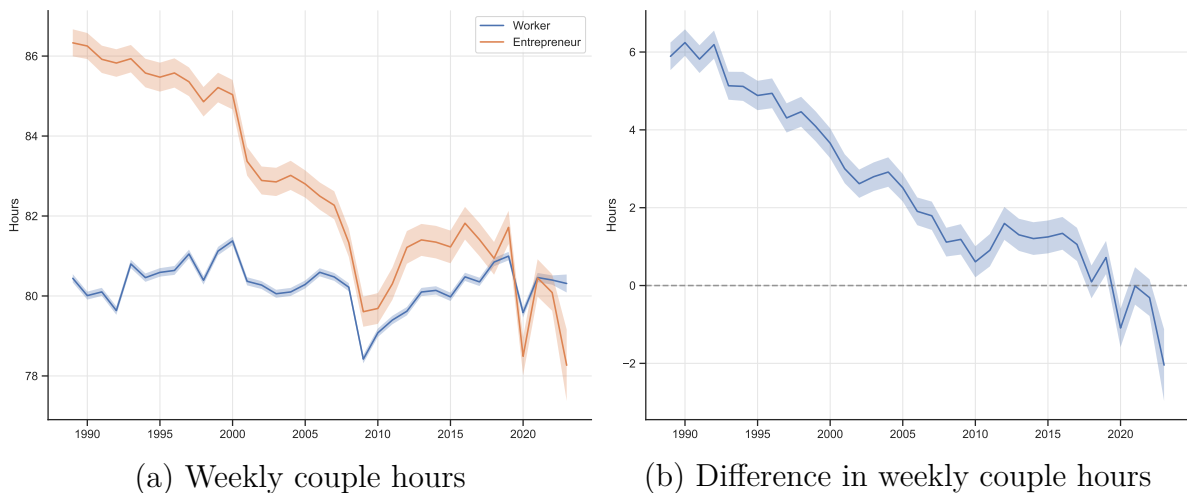 Worker
Entrepreneur
86
84
82
80
78
Hours
1990 1995 2000 2005 2010 2015 2020
(a) Weekly couple hours
6
4
2
0
−2
Hours
1990 1995 2000 2005 2010 2015 2020
(b) Difference in weekly couple hours